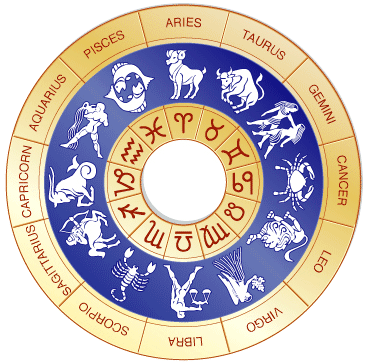 ARIES
TAURUS
GEMINI
CANCER
LEO
VIRGO
LIBRA
SCORPIO
SAGITTARIUS
CAPRICORN
AQUARIUS
PISCES
♈
♉
♊
♋
♌
♍
♎
♏
♐
♑
♒
♓